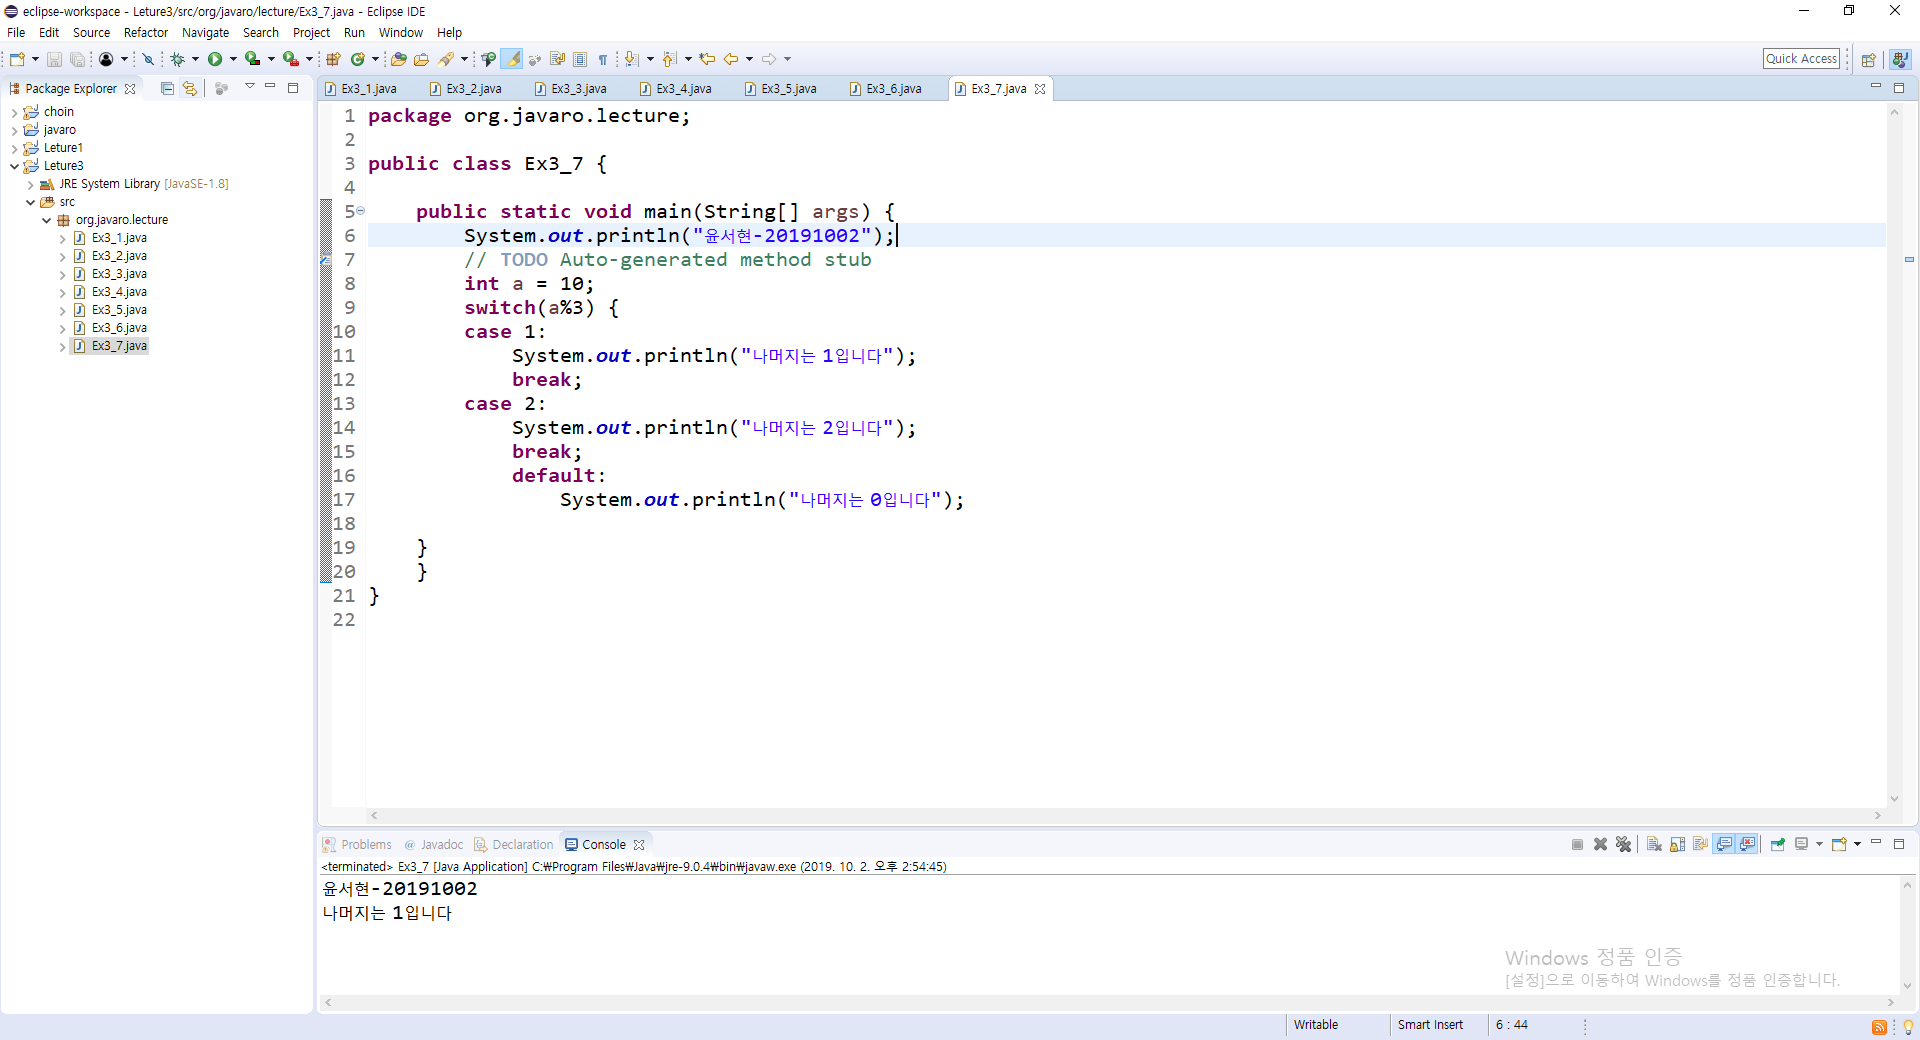 eclipse-workspace - Leture3/src/org/javaro/lecture/Ex3_7.java - Eclipse IDE
File Edit Source Refactor Navigate Search Project Run Window Help
Quick Access
Package Explorer
choin
javaro
Leture1
Leture3
JRE System Library [JavaSE-1.8]
src
org.javaro.lecture
Ex3_1.java
Ex3_2.java
Ex3_3.java
Ex3_4.java
Ex3_5.java
Ex3_6.java
Ex3_7.java
Ex3_1.java Ex3_2.java Ex3_3.java Ex3_4.java Ex3_5.java Ex3_6.java Ex3_7.java
1 package org.javaro.lecture;
2
3 public class Ex3_7 {
4
5 public static void main(String[] args) {
6 System.out.println("윤서현-20191002");
7 // TODO Auto-generated method stub
8 int a = 10;
9 switch(a%3) {
10 case 1:
11 System.out.println("나머지는 1입니다");
12 break;
13 case 2:
14 System.out.println("나머지는 2입니다");
15 break;
16 default:
17 System.out.println("나머지는 0입니다");
18
19 }
20 }
21 }
22
Problems @ Javadoc Declaration Console
<terminated> Ex3_7 [Java Application] C:₩Program Files₩Java₩jre-9.0.4₩bin₩javaw.exe (2019. 10. 2. 오후 2:54:45)
윤서현-20191002
나머지는 1입니다
Windows 정품 인증
[설정]으로 이동하여 Windows를 정품 인증합니다.
Writable Smart Insert 6 : 44